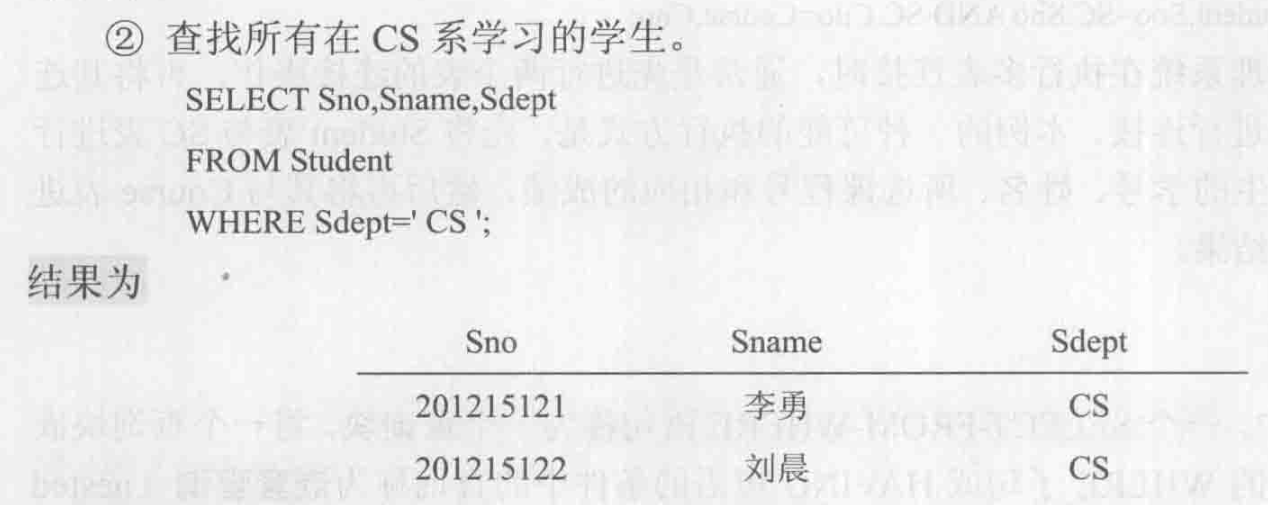 ② 查找所有在 CS 系学习的学生。
SELECT Sno,Sname,Sdept
FROM Student
WHERE Sdept=' CS ';
结果为
Sno Sname Sdept
201215121 李勇 CS
201215122 刘晨 CS